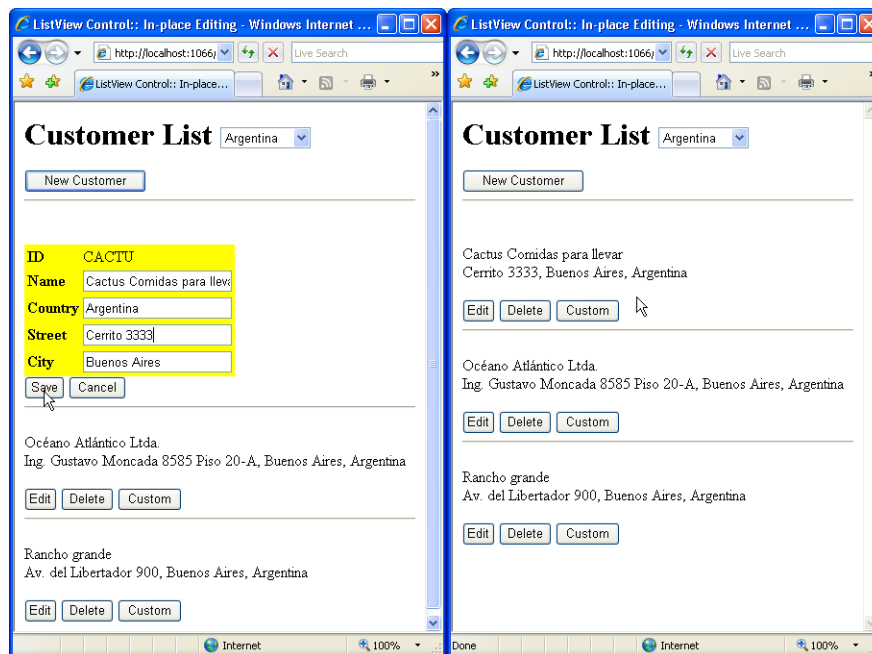 ListView Control:: In-place Editing - Windows Internet ...
http://localhost:1066/
Live Search
ListView Control:: In-place...
»
Customer List Argentina
New Customer
ID CACTU
Name Cactus Comidas para lleva
Country Argentina
Street Cerrito 3333
City Buenos Aires
Save Cancel
Océano Atlántico Ltda.
Ing. Gustavo Moncada 8585 Piso 20-A, Buenos Aires, Argentina
Edit Delete Custom
Rancho grande
Av. del Libertador 900, Buenos Aires, Argentina
Edit Delete Custom
Internet 100%
ListView Control:: In-place Editing - Windows Internet ...
http://localhost:1066/
Live Search
ListView Control:: In-place...
»
Customer List Argentina
New Customer
Cactus Comidas para llevar
Cerrito 3333, Buenos Aires, Argentina
Edit Delete Custom
Océano Atlántico Ltda.
Ing. Gustavo Moncada 8585 Piso 20-A, Buenos Aires, Argentina
Edit Delete Custom
Rancho grande
Av. del Libertador 900, Buenos Aires, Argentina
Edit Delete Custom
Done Internet 100%